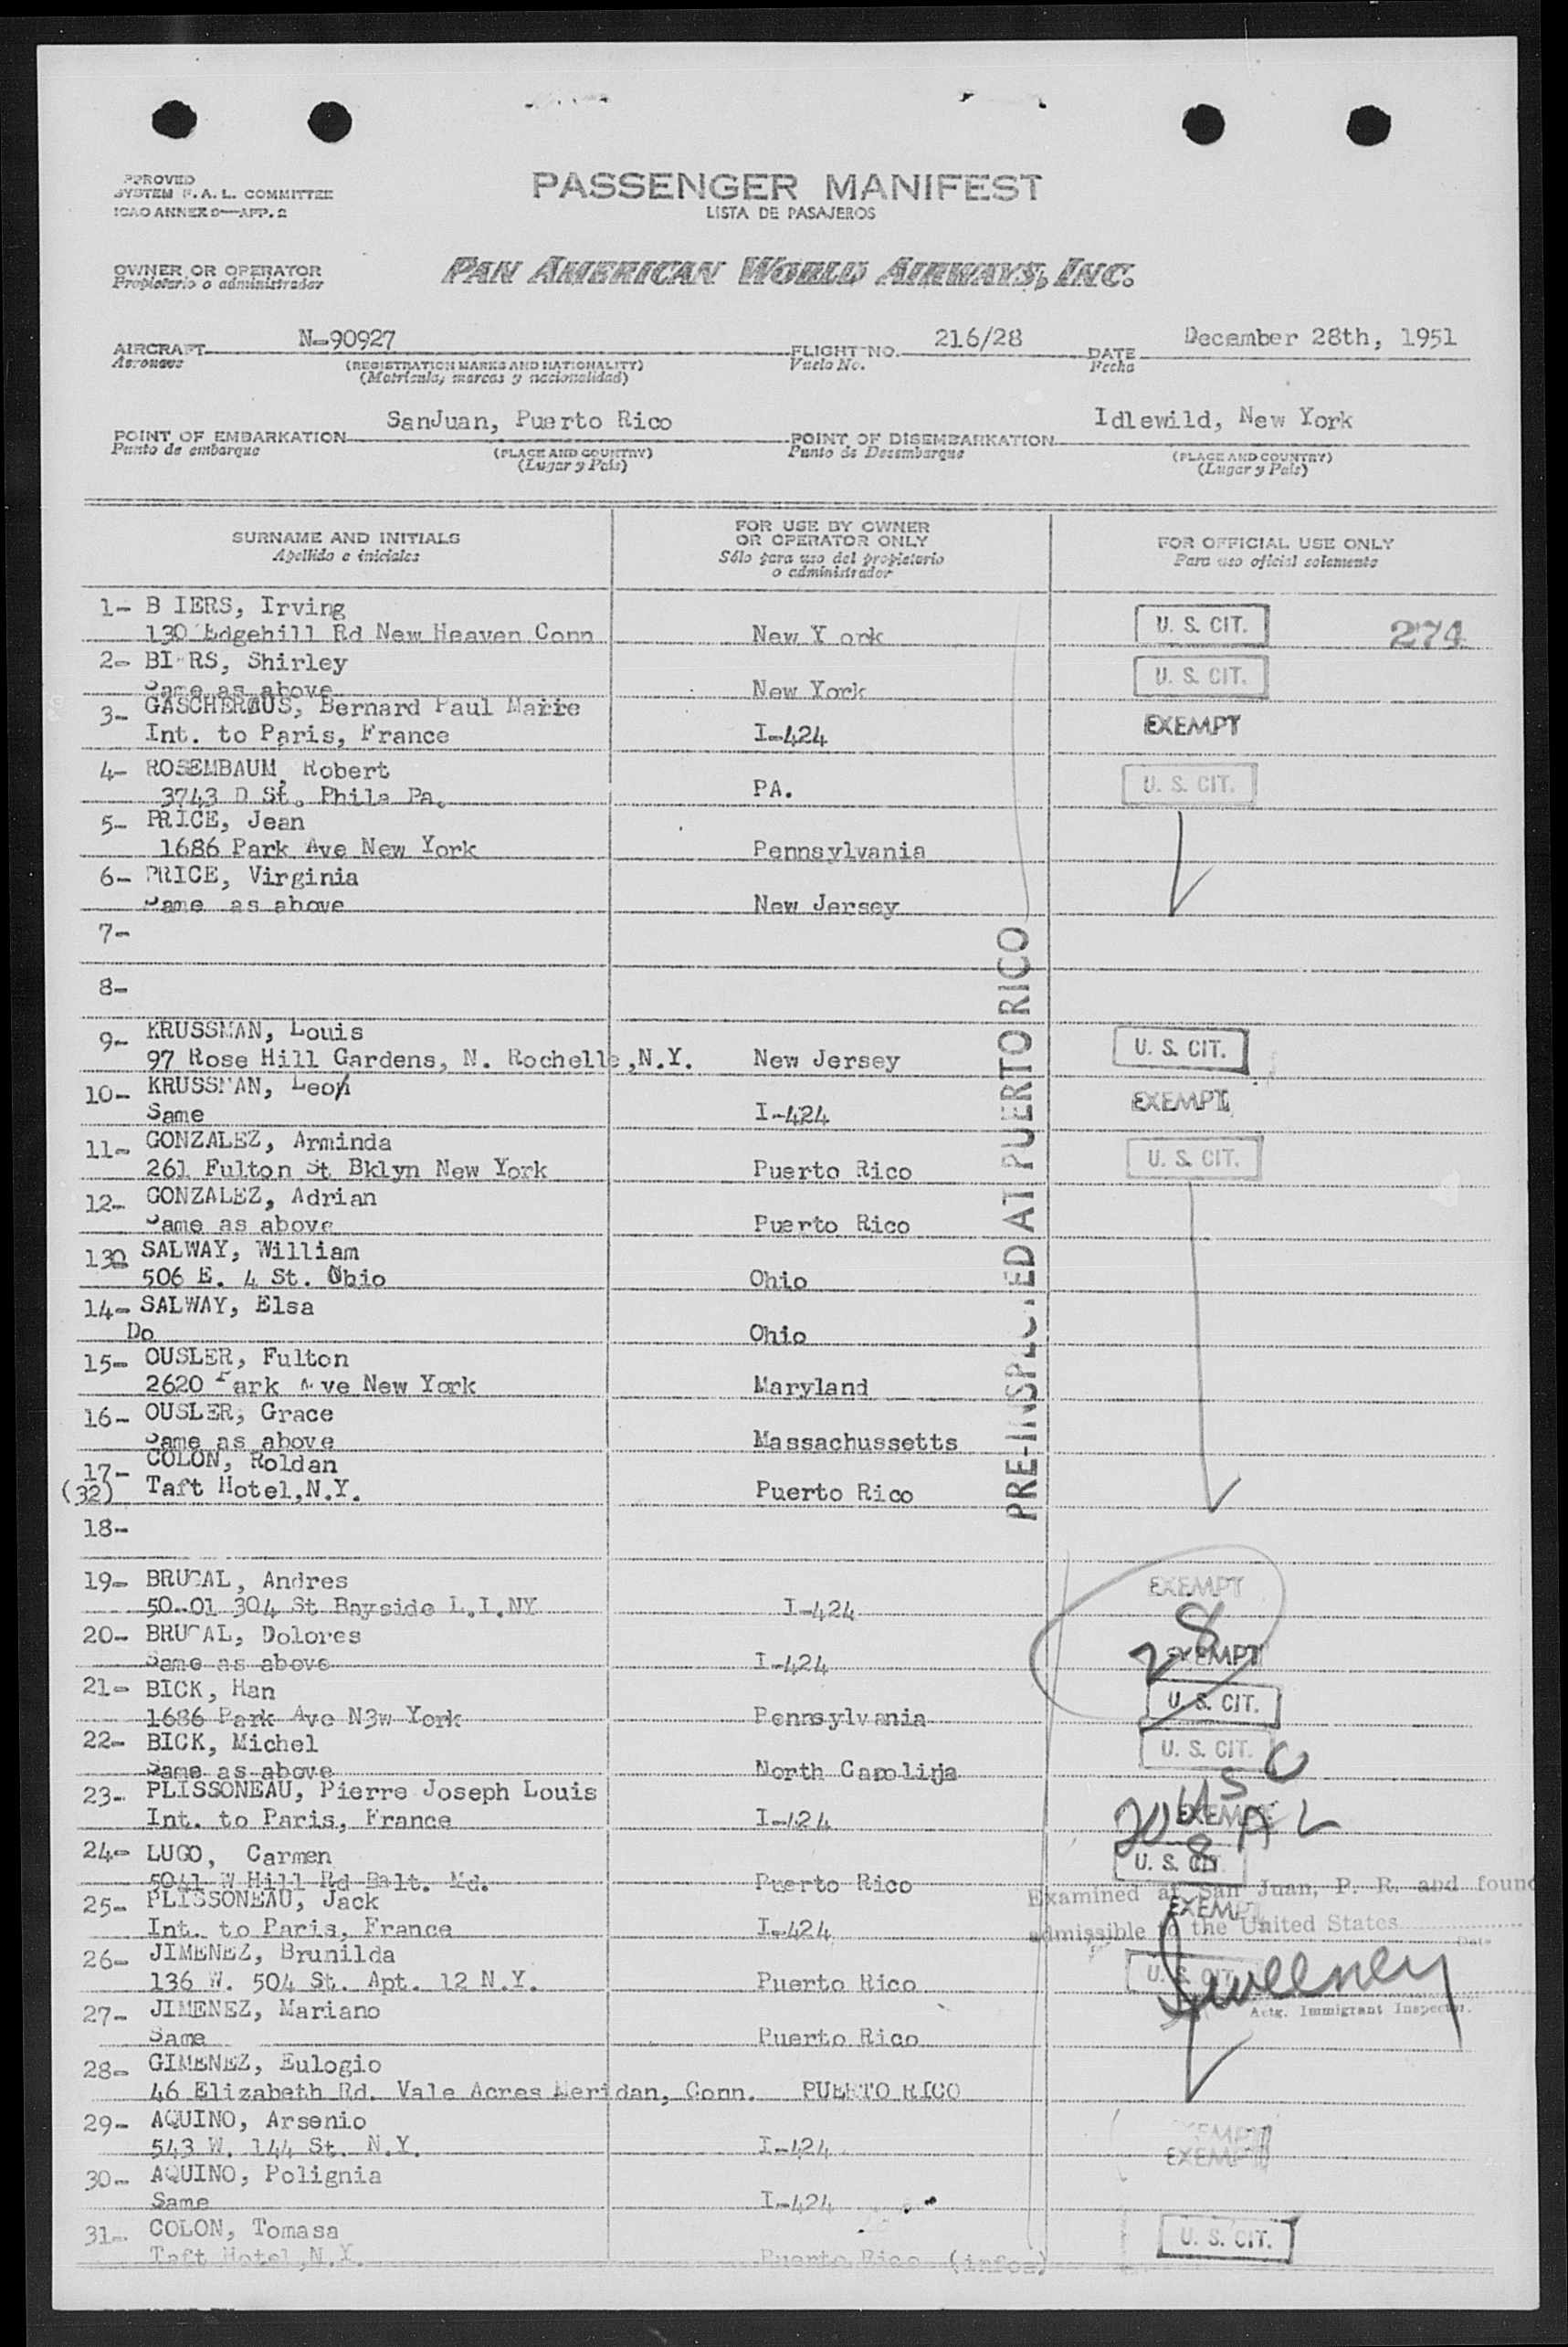 PPROVED
SYSTEM F.A.L. COMMITTEE
ICAO ANNEX 9—APP. 2
PASSENGER MANIFEST
LISTA DE PASAJEROS
OWNER OR OPERATOR
Propietario o administrador
PAN AMERICAN WORLD AIRWAYS, INC.
AIRCRAFT N-90927 FLIGHT NO. 216/28 DATE December 28th, 1951
Aeronave (REGISTRATION MARKS AND NATIONALITY) Vuelo No. Fecha
(Matrícula, marcas y nacionalidad)
POINT OF EMBARKATION SanJuan, Puerto Rico POINT OF DISEMBARKATION Idlewild, New York
Punto de embarque (PLACE AND COUNTRY) Punto de Desembarque (PLACE AND COUNTRY)
(Lugar y País) (Lugar y País)
SURNAME AND INITIALS FOR USE BY OWNER OR OPERATOR ONLY FOR OFFICIAL USE ONLY
Apellido e iniciales Sólo para uso del propietario o administrador Para uso oficial solamente
1- B IERS, Irving U. S. CIT. 274
130 Edgehill Rd New Heaven Conn New Y ork
2- BI RS, Shirley U. S. CIT.
Same as above New York
3- GASCHERDUS, Bernard Paul Marie EXEMPT
Int. to Paris, France I-424
4- ROSEMBAUM, Robert U. S. CIT.
3743 D St. Phila Pa. PA.
5- PRICE, Jean
1686 Park Ave New York Pennsylvania
6- PRICE, Virginia
Same as above New Jersey
7-
8-
9- KRUSSMAN, Louis U. S. CIT.
97 Rose Hill Gardens, N. Rochelle,N.Y. New Jersey
10- KRUSSMAN, Leon EXEMPT
Same I-424
11- GONZALEZ, Arminda U. S. CIT.
261 Fulton St Bklyn New York Puerto Rico
12- GONZALEZ, Adrian
Same as above Puerto Rico
13- SALWAY, William
506 E. 4 St. Ohio Ohio
14- SALWAY, Elsa
Do Ohio
15- OUSLER, Fulton
2620 Park Ave New York Maryland
16- OUSLER, Grace
Same as above Massachussetts
17- COLON, Roldan
(32) Taft Hotel,N.Y. Puerto Rico
PRE-INSPECTED AT PUERTO RICO
18-
19- BRUCAL, Andres EXEMPT
50-01 304 St Bayside L.I.NY I-424
28
20- BRUCAL, Dolores EXEMPT
Same as above I-424
21- BICK, Han U. S. CIT.
1686 Park Ave N3w York Pennsylvania
22- BICK, Michel U. S. CIT.
Same as above North Carolina
20 USC
23- PLISSONEAU, Pierre Joseph Louis EXEMPT
Int. to Paris, France I-424
8 AL
24- LUGO, Carmen U. S. CIT.
5041 W Hill Rd Balt. Md. Puerto Rico
Examined at San Juan, P. R. and found
25- PLISSONEAU, Jack EXEMPT
Int. to Paris, France I-424
admissible to the United States
Date
26- JIMENEZ, Brunilda U. S. CIT.
136 W. 504 St. Apt. 12 N.Y. Puerto Rico
Sweeney
Actg. Immigrant Inspector.
27- JIMENEZ, Mariano
Same Puerto Rico
28- GIMENEZ, Eulogio
46 Elizabeth Rd. Vale Acres Meridan, Conn. PUERTO RICO
29- AQUINO, Arsenio EXEMPT
543 W. 144 St. N.Y. I-424 EXEMPT
30- AQUINO, Polignia
Same I-424
31- COLON, Tomasa U. S. CIT.
Taft Hotel,N.Y. Puerto Rico (infoa)